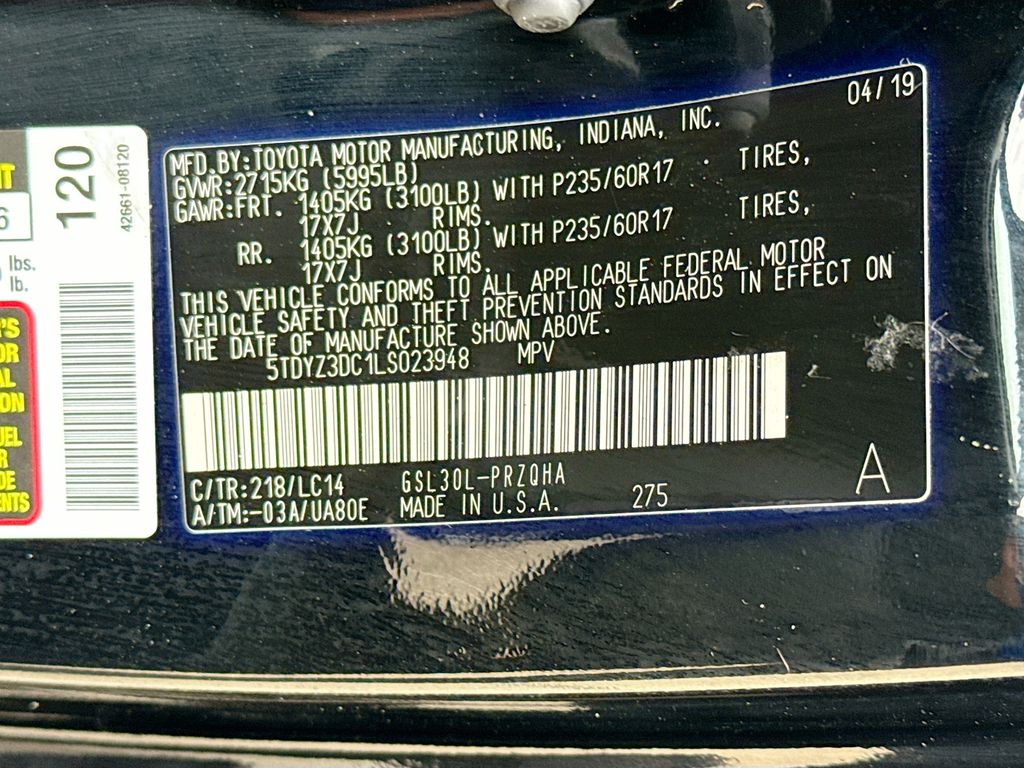 04/19
MFD.BY:TOYOTA MOTOR MANUFACTURING, INDIANA, INC.
GVWR:2715KG (5995LB)
GAWR:FRT. 1405KG (3100LB) WITH P235/60R17 TIRES,
17X7J RIMS.
RR. 1405KG (3100LB) WITH P235/60R17 TIRES,
17X7J RIMS.
THIS VEHICLE CONFORMS TO ALL APPLICABLE FEDERAL MOTOR
VEHICLE SAFETY AND THEFT PREVENTION STANDARDS IN EFFECT ON
THE DATE OF MANUFACTURE SHOWN ABOVE.
5TDYZ3DC1LS023948 MPV
C/TR:218/LC14 GSL30L-PRZQHA
A/TM:-03A/UA80E MADE IN U.S.A. 275 A
120
42661-08120
6
lbs.
lb.